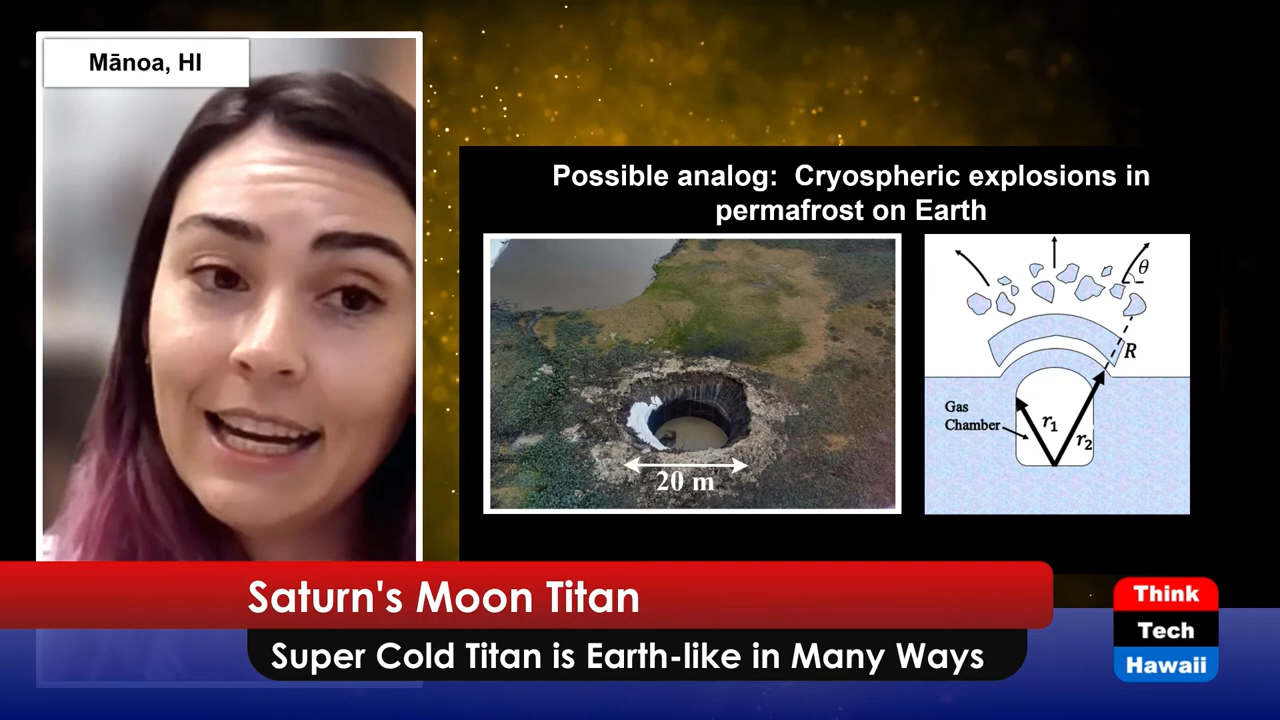 Mānoa, HI
Possible analog: Cryospheric explosions in
permafrost on Earth
20 m
θ
R
Gas
Chamber
r₁
r₂
Saturn's Moon Titan
Super Cold Titan is Earth-like in Many Ways
Think
Tech
Hawaii